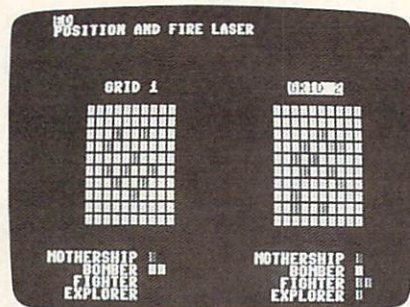 POSITION AND FIRE LASER
GRID 1
GRID 2
MOTHERSHIP
BOMBER
FIGHTER
EXPLORER
MOTHERSHIP
BOMBER
FIGHTER
EXPLORER